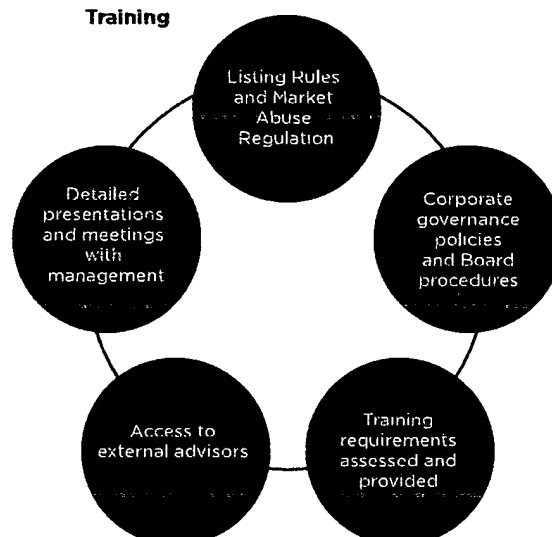 Training
Listing Rules
and Market
Abuse
Regulation
Corporate
governance
policies
and Board
procedures
Training
requirements
assessed and
provided
Access to
external advisors
Detailed
presentations
and meetings
with
management